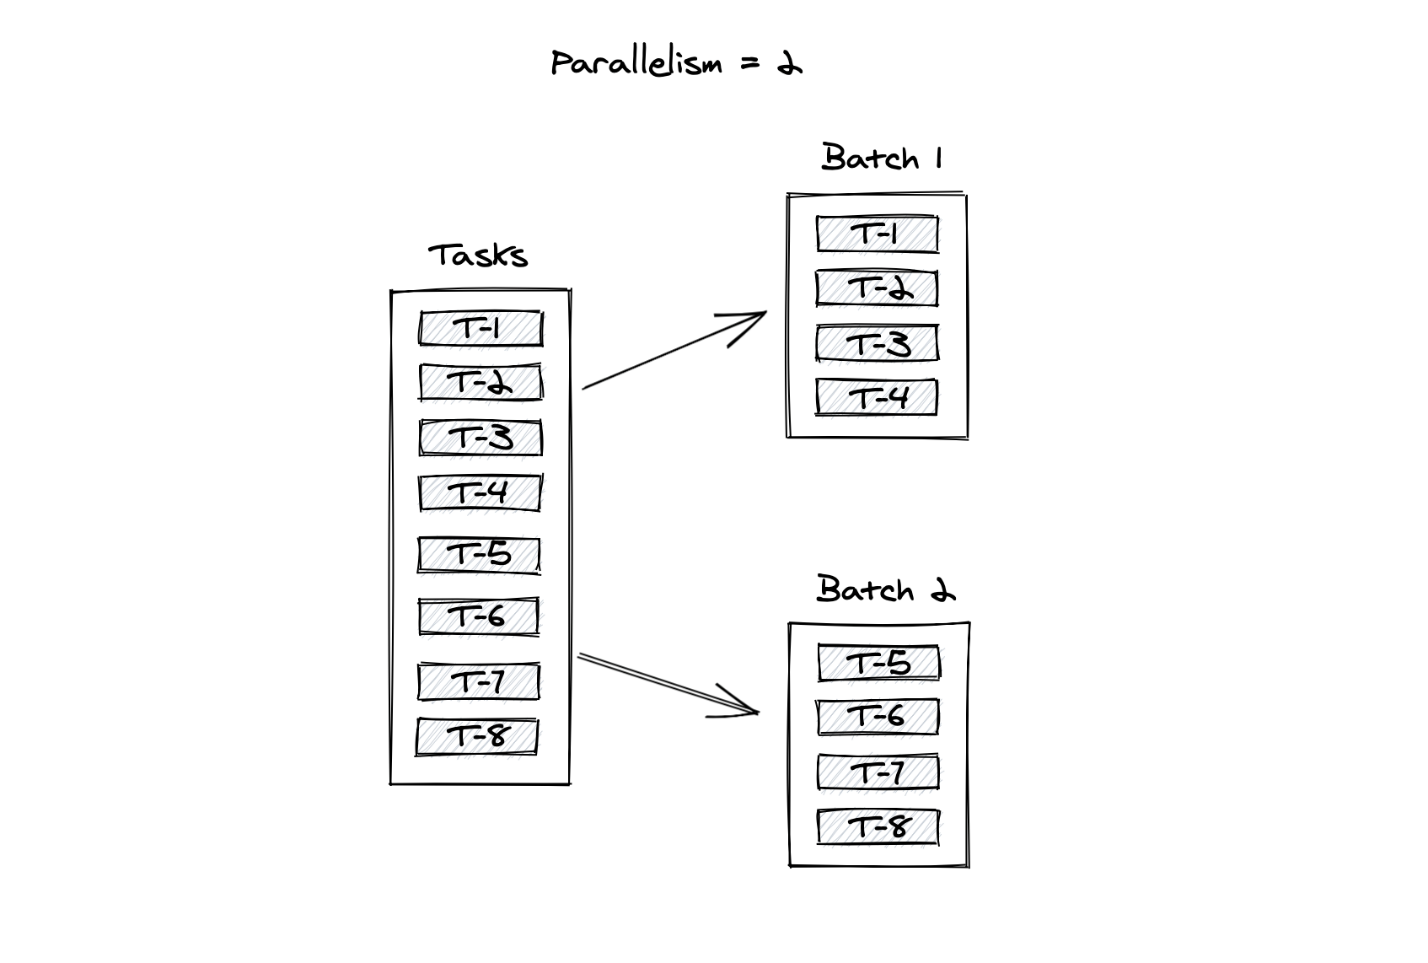 Parallelism = 2
Tasks
T-1
T-2
T-3
T-4
T-5
T-6
T-7
T-8
Batch 1
T-1
T-2
T-3
T-4
Batch 2
T-5
T-6
T-7
T-8